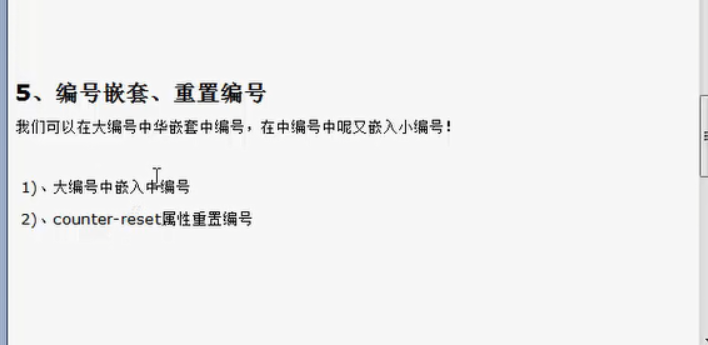 5、编号嵌套、重置编号
我们可以在大编号中华嵌套中编号，在中编号中呢又嵌入小编号！
1)、大编号中嵌入中编号
2)、counter-reset属性重置编号